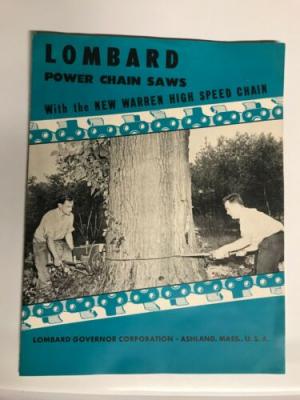 LOMBARD
POWER CHAIN SAWS
With the NEW WARREN HIGH SPEED CHAIN
LOMBARD GOVERNOR CORPORATION - ASHLAND, MASS., U. S. A.